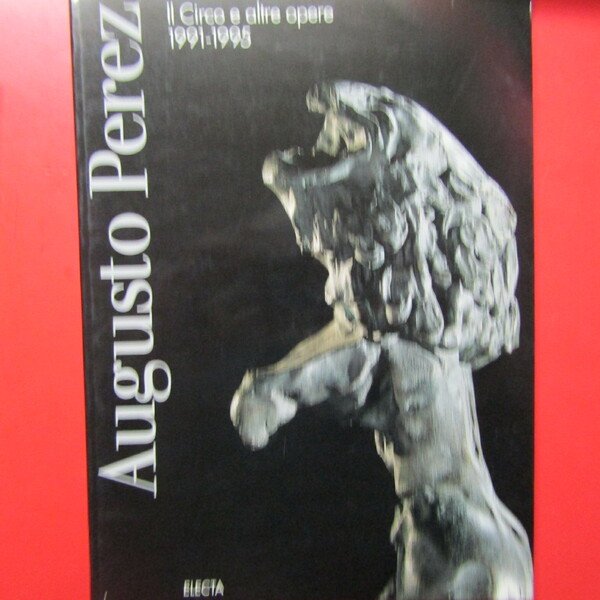 Augusto Perez
Il Circo e altre opere
1991-1995
ELECTA